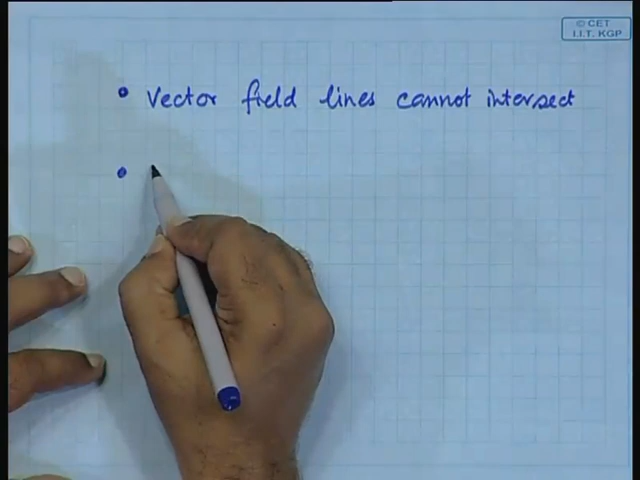 © CET
I.I.T. KGP
• Vector field lines cannot intersect
•